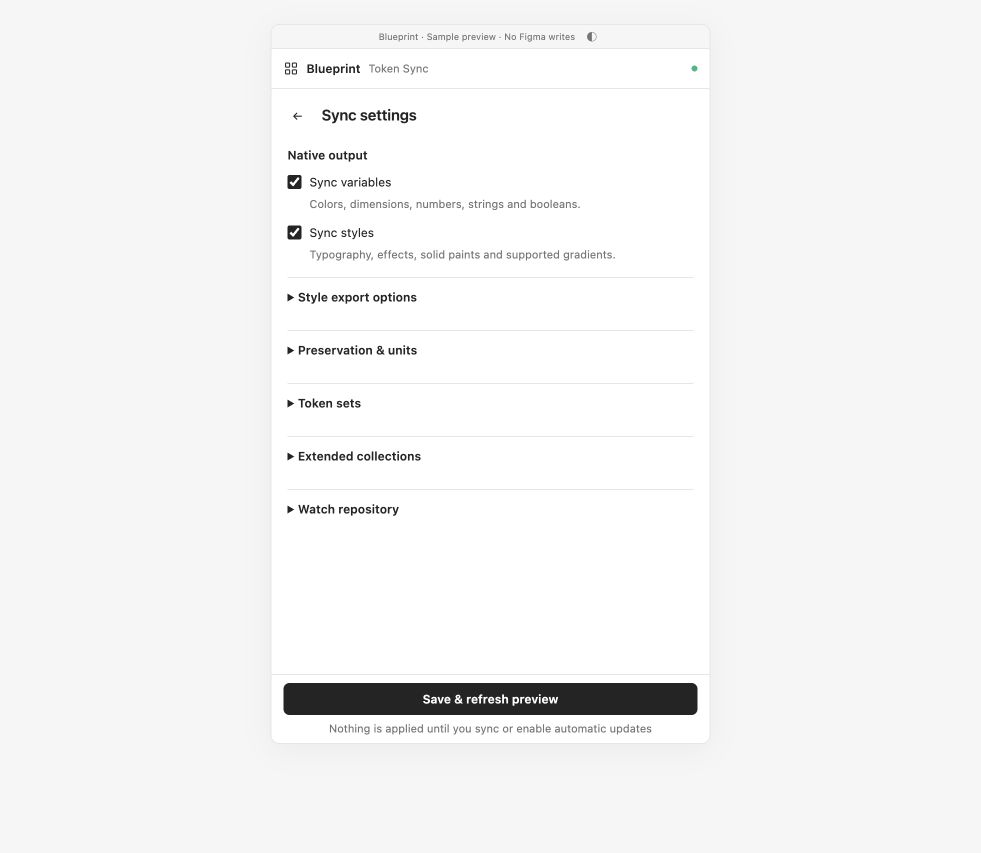 Blueprint · Sample preview · No Figma writes
Blueprint Token Sync
← Sync settings
Native output
Sync variables
Colors, dimensions, numbers, strings and booleans.
Sync styles
Typography, effects, solid paints and supported gradients.
Style export options
Preservation & units
Token sets
Extended collections
Watch repository
Save & refresh preview
Nothing is applied until you sync or enable automatic updates